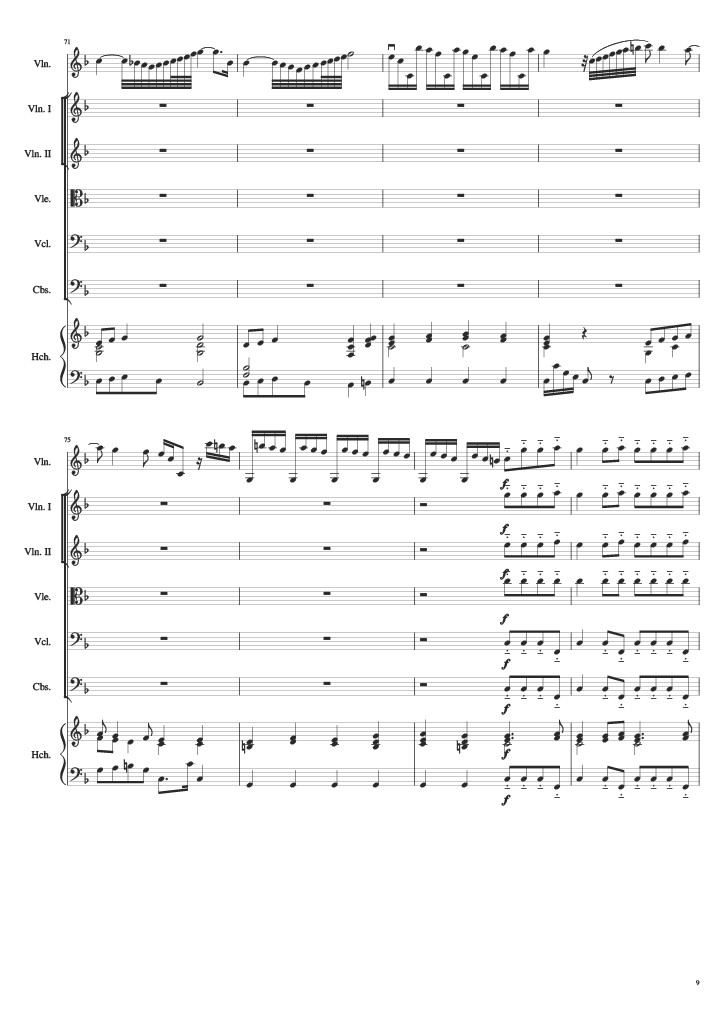 71
Vln.
Vln. I
Vln. II
Vle.
Vcl.
Cbs.
Hch.
75
Vln.
f
Vln. I
f
Vln. II
f
Vle.
f
Vcl.
f
Cbs.
f
Hch.
f
9